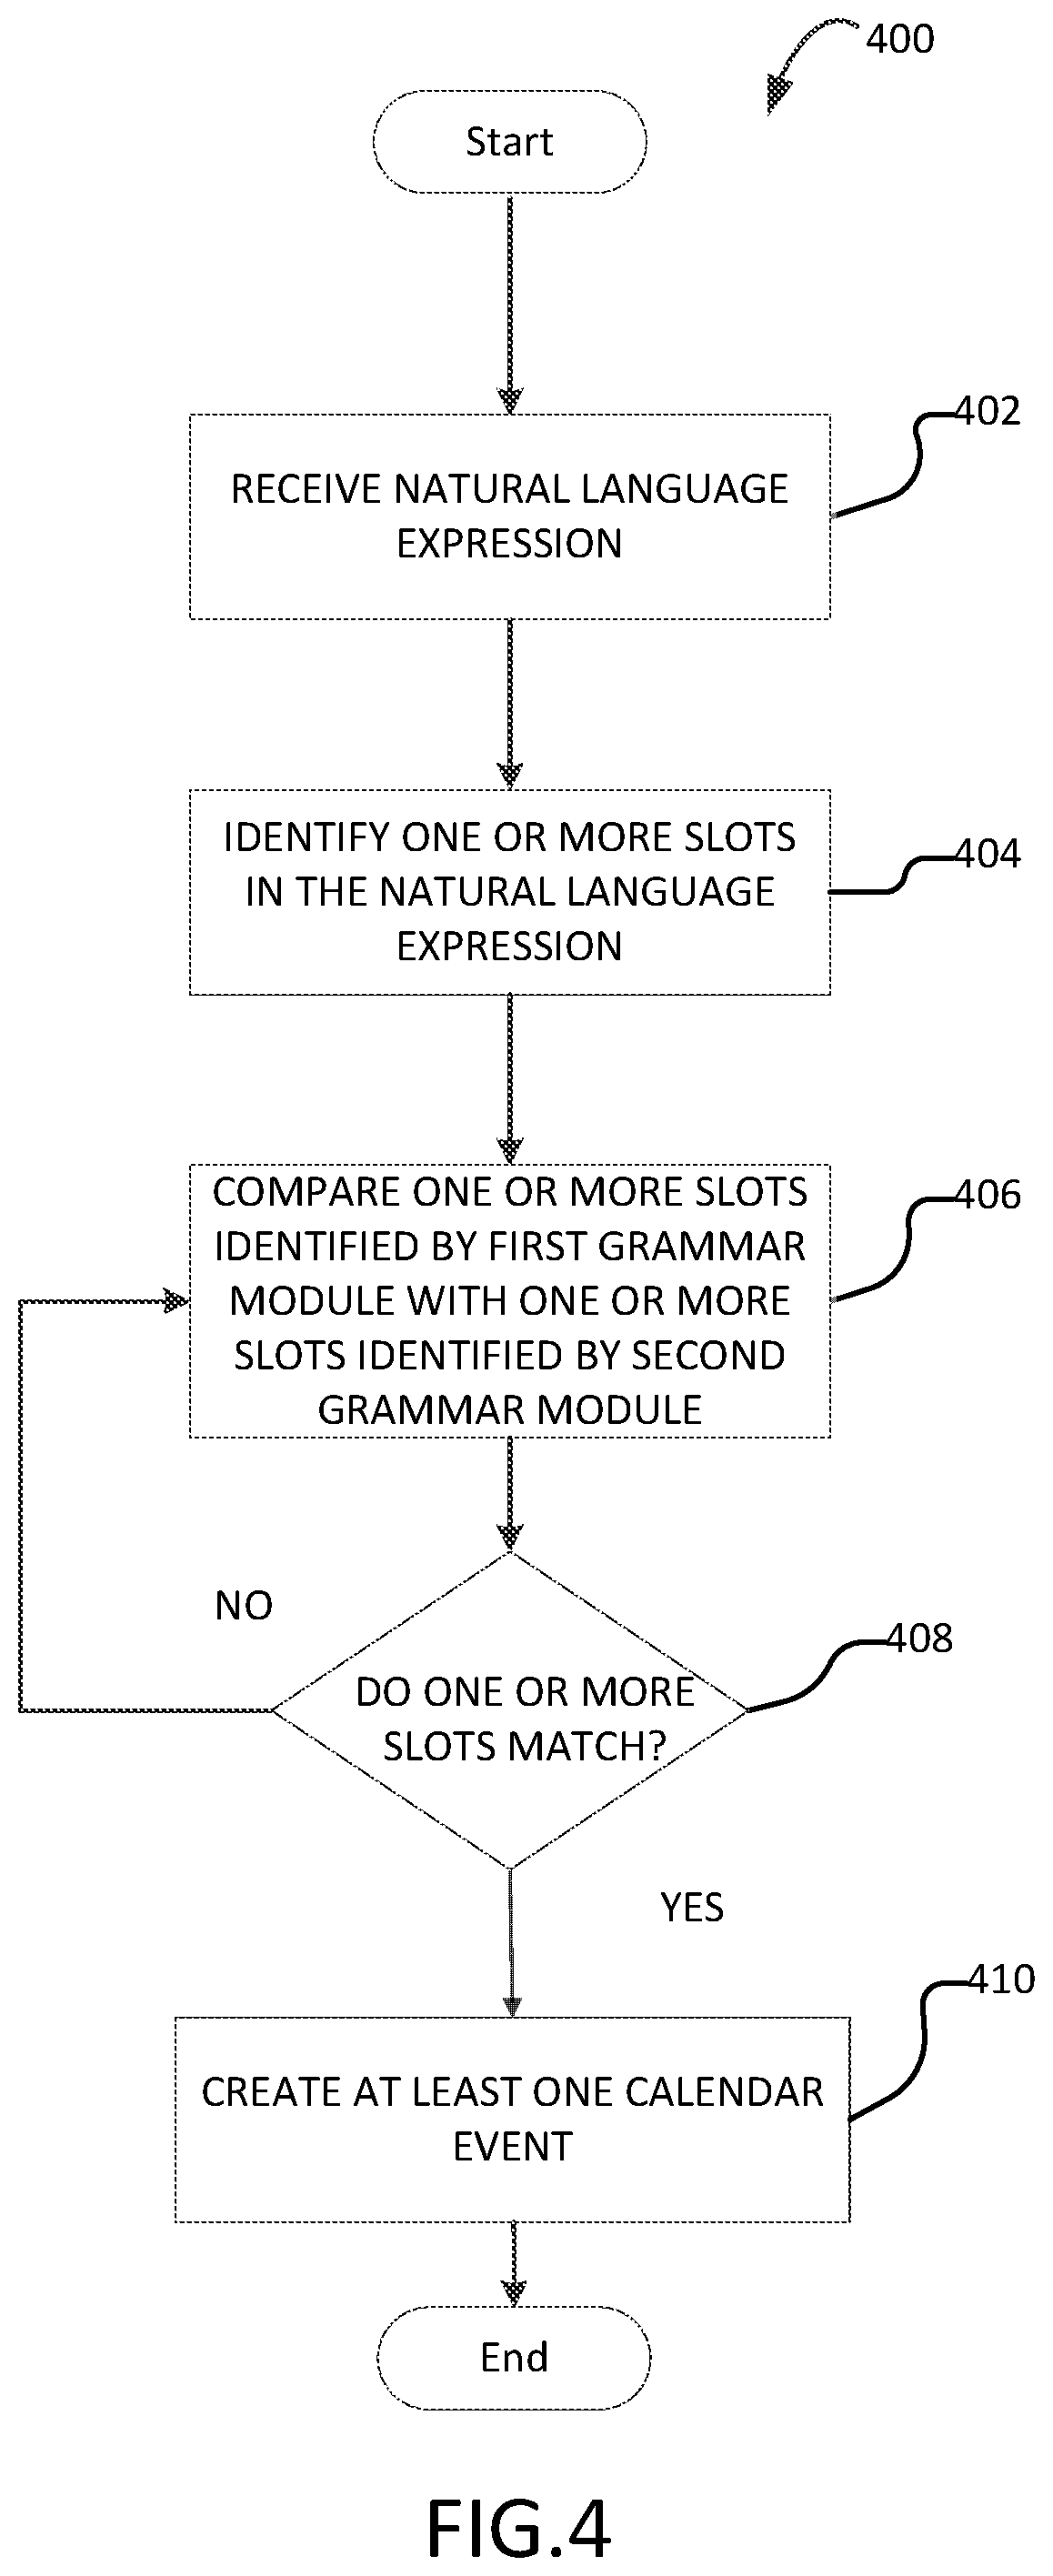 400
Start
402
RECEIVE NATURAL LANGUAGE
EXPRESSION
404
IDENTIFY ONE OR MORE SLOTS
IN THE NATURAL LANGUAGE
EXPRESSION
406
COMPARE ONE OR MORE SLOTS
IDENTIFIED BY FIRST GRAMMAR
MODULE WITH ONE OR MORE
SLOTS IDENTIFIED BY SECOND
GRAMMAR MODULE
NO
408
DO ONE OR MORE
SLOTS MATCH?
YES
410
CREATE AT LEAST ONE CALENDAR
EVENT
End
FIG.4